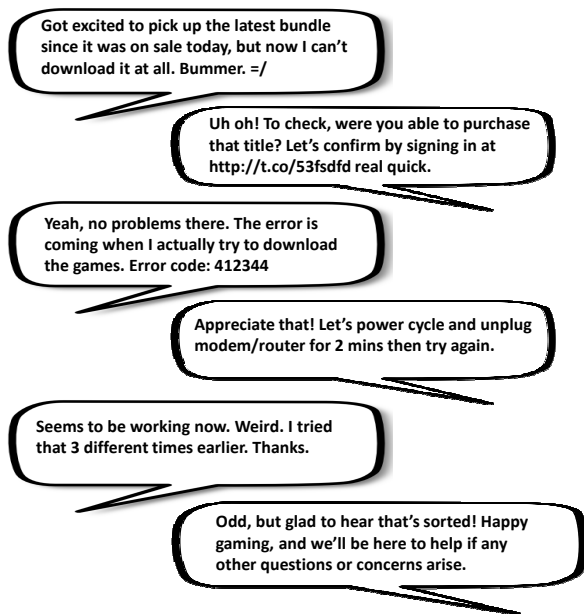 Got excited to pick up the latest bundle
since it was on sale today, but now I can’t
download it at all. Bummer. =/
Uh oh! To check, were you able to purchase
that title? Let’s confirm by signing in at
http://t.co/53fsdfd real quick.
Yeah, no problems there. The error is
coming when I actually try to download
the games. Error code: 412344
Appreciate that! Let’s power cycle and unplug
modem/router for 2 mins then try again.
Seems to be working now. Weird. I tried
that 3 different times earlier. Thanks.
Odd, but glad to hear that’s sorted! Happy
gaming, and we’ll be here to help if any
other questions or concerns arise.